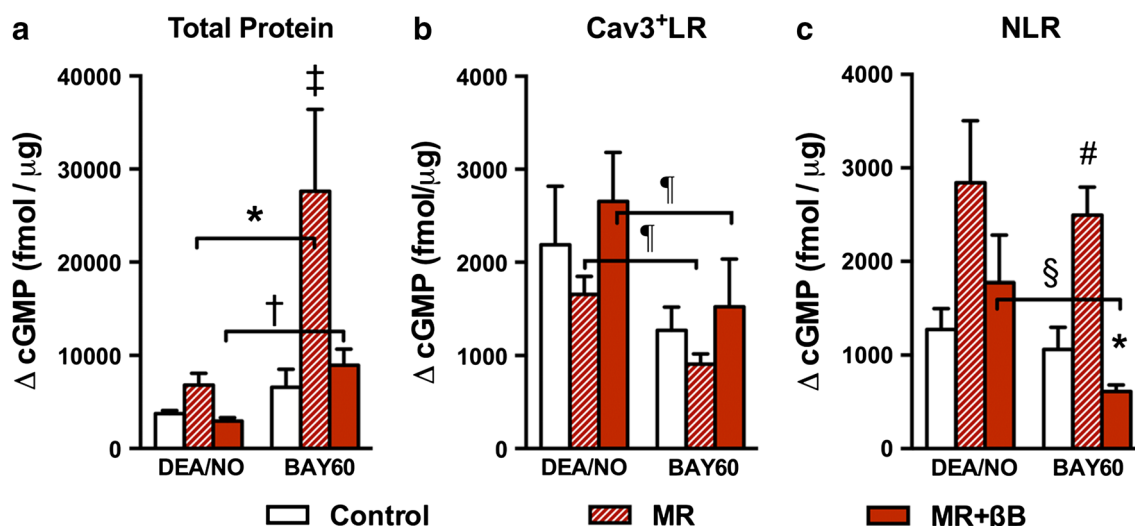 a Total Protein
Δ cGMP (fmol / μg)
40000
30000
20000
10000
0
‡
*
†
DEA/NO BAY60
b Cav3⁺LR
Δ cGMP (fmol/μg)
4000
3000
2000
1000
0
¶
¶
DEA/NO BAY60
c NLR
Δ cGMP (fmol/μg)
4000
3000
2000
1000
0
#
§
*
DEA/NO BAY60
Control MR MR+βB